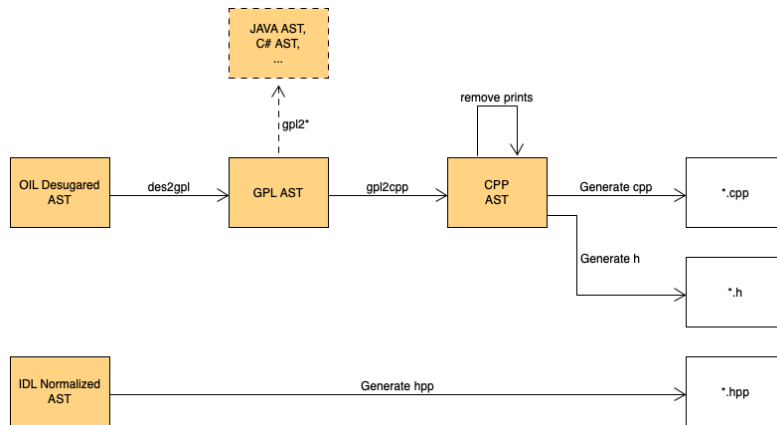 JAVA AST,
C# AST,
...
remove prints
gpl2*
OIL Desugared
AST
des2gpl
GPL AST
gpl2cpp
CPP
AST
Generate cpp
*.cpp
Generate h
*.h
IDL Normalized
AST
Generate hpp
*.hpp